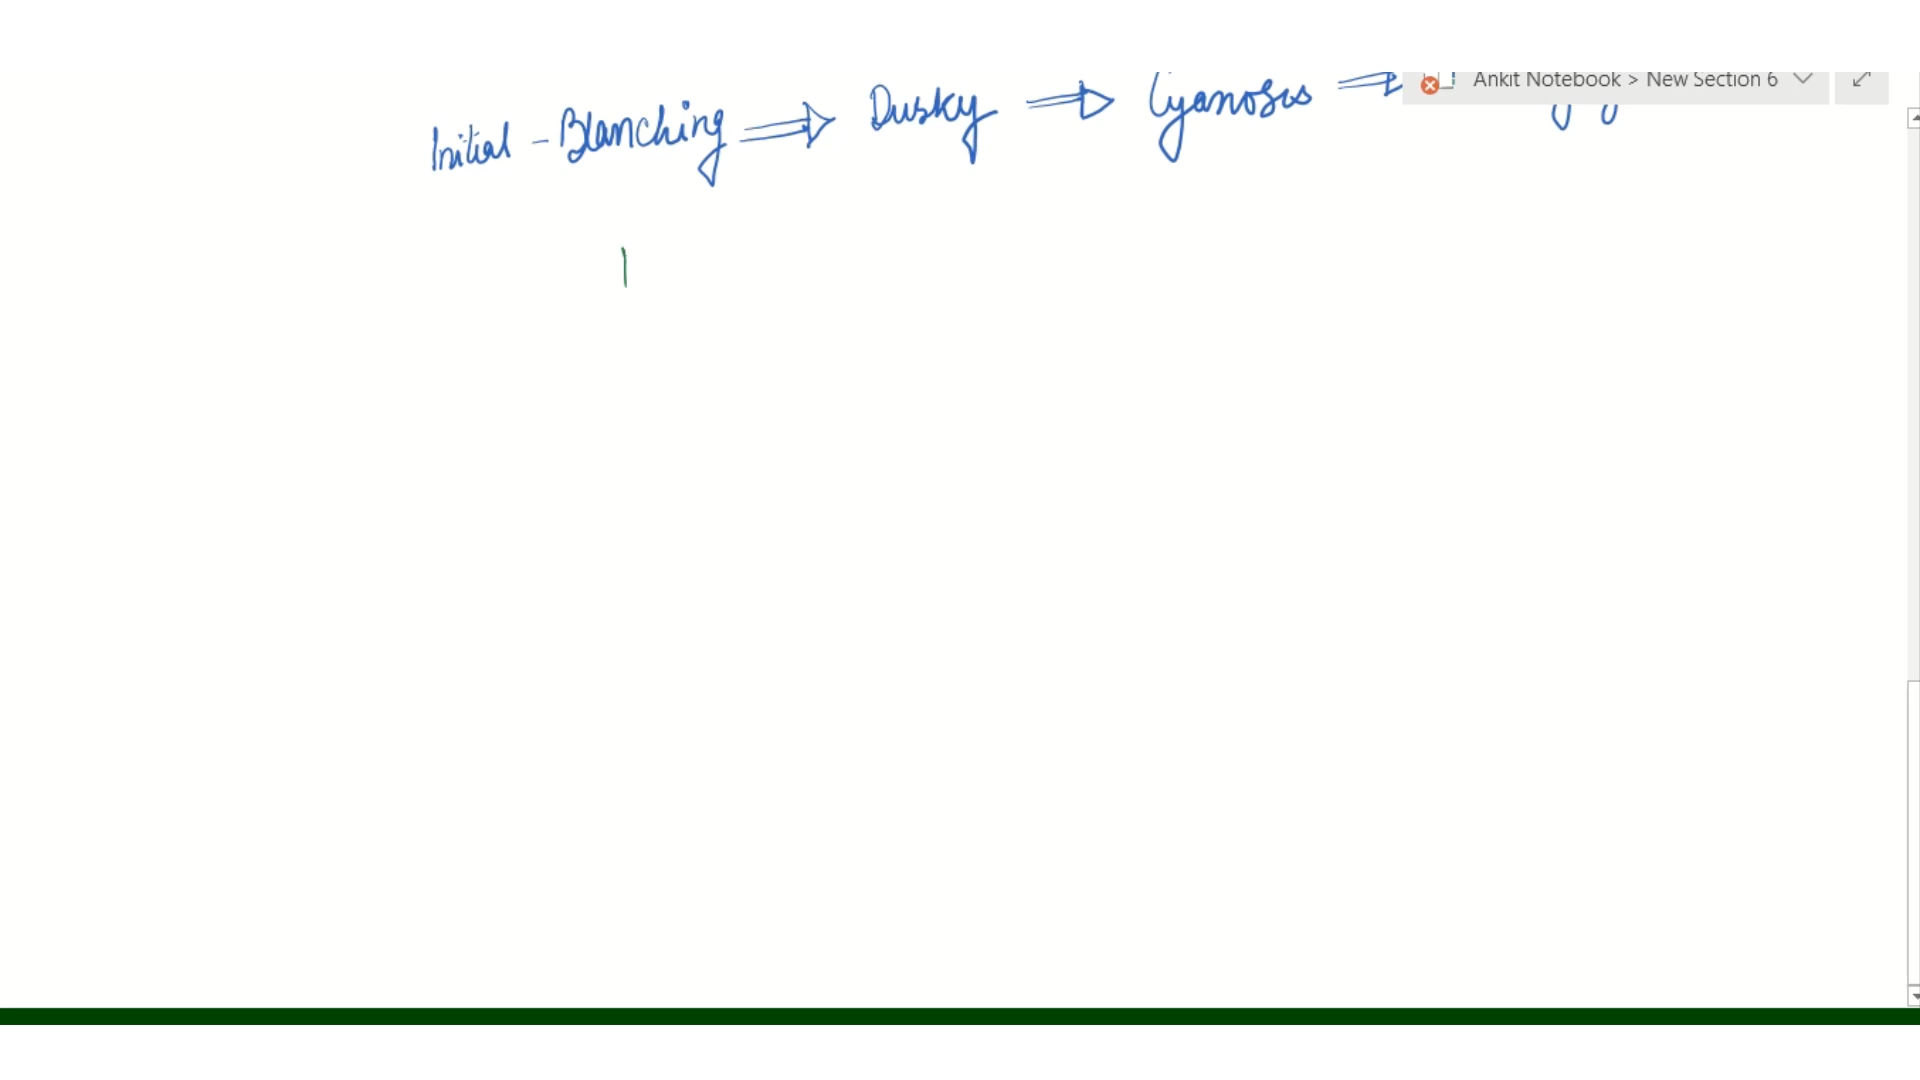 Ankit Notebook > New Section 6
Initial - Blanching ⇒ Dusky ⇒ Cyanosis ⇒